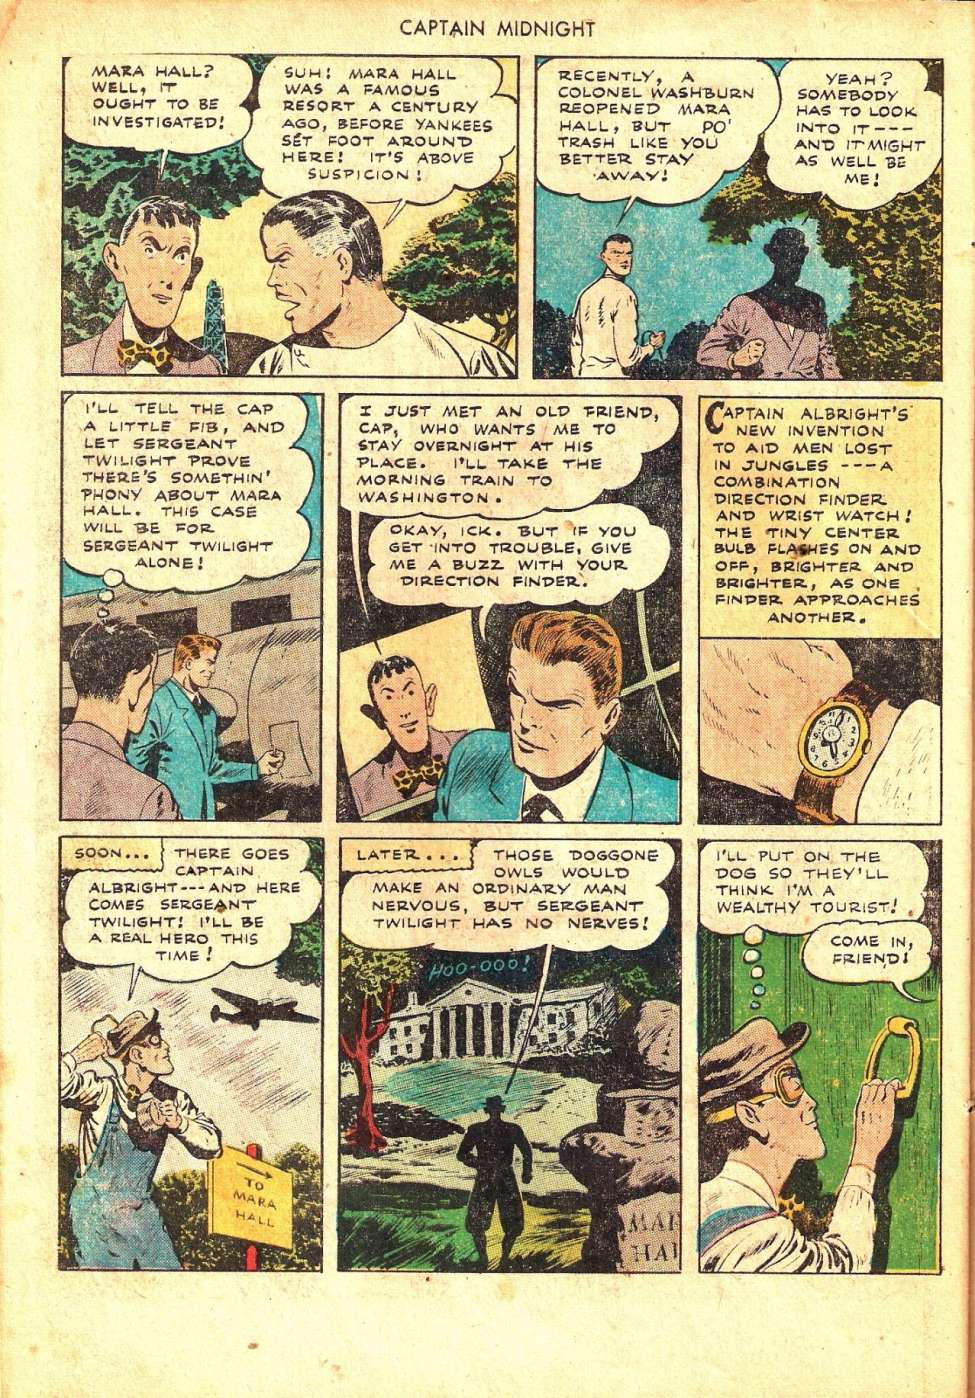 CAPTAIN MIDNIGHT
MARA HALL?
WELL, IT
OUGHT TO BE
INVESTIGATED!
SUH! MARA HALL
WAS A FAMOUS
RESORT A CENTURY
AGO, BEFORE YANKEES
SET FOOT AROUND
HERE! IT'S ABOVE
SUSPICION!
RECENTLY, A
COLONEL WASHBURN
REOPENED MARA
HALL, BUT PO'
TRASH LIKE YOU
BETTER STAY
AWAY!
YEAH?
SOMEBODY
HAS TO LOOK
INTO IT---
AND IT MIGHT
AS WELL BE
ME!
I'LL TELL THE CAP
A LITTLE FIB, AND
LET SERGEANT
TWILIGHT PROVE
THERE'S SOMETHIN'
PHONY ABOUT MARA
HALL. THIS CASE
WILL BE FOR
SERGEANT TWILIGHT
ALONE!
I JUST MET AN OLD FRIEND,
CAP, WHO WANTS ME TO
STAY OVERNIGHT AT HIS
PLACE. I'LL TAKE THE
MORNING TRAIN TO
WASHINGTON.
OKAY, ICK. BUT IF YOU
GET INTO TROUBLE, GIVE
ME A BUZZ WITH YOUR
DIRECTION FINDER.
CAPTAIN ALBRIGHT'S
NEW INVENTION
TO AID MEN LOST
IN JUNGLES ---A
COMBINATION
DIRECTION FINDER
AND WRIST WATCH!
THE TINY CENTER
BULB FLASHES ON AND
OFF, BRIGHTER AND
BRIGHTER, AS ONE
FINDER APPROACHES
ANOTHER.
SOON... THERE GOES
CAPTAIN
ALBRIGHT---AND HERE
COMES SERGEANT
TWILIGHT! I'LL BE
A REAL HERO THIS
TIME!
TO
MARA
HALL
LATER... THOSE DOGGONE
OWLS WOULD
MAKE AN ORDINARY MAN
NERVOUS, BUT SERGEANT
TWILIGHT HAS NO NERVES!
HOO-OOO!
MAR
HAL
I'LL PUT ON THE
DOG SO THEY'LL
THINK I'M A
WEALTHY TOURIST!
COME IN,
FRIEND!